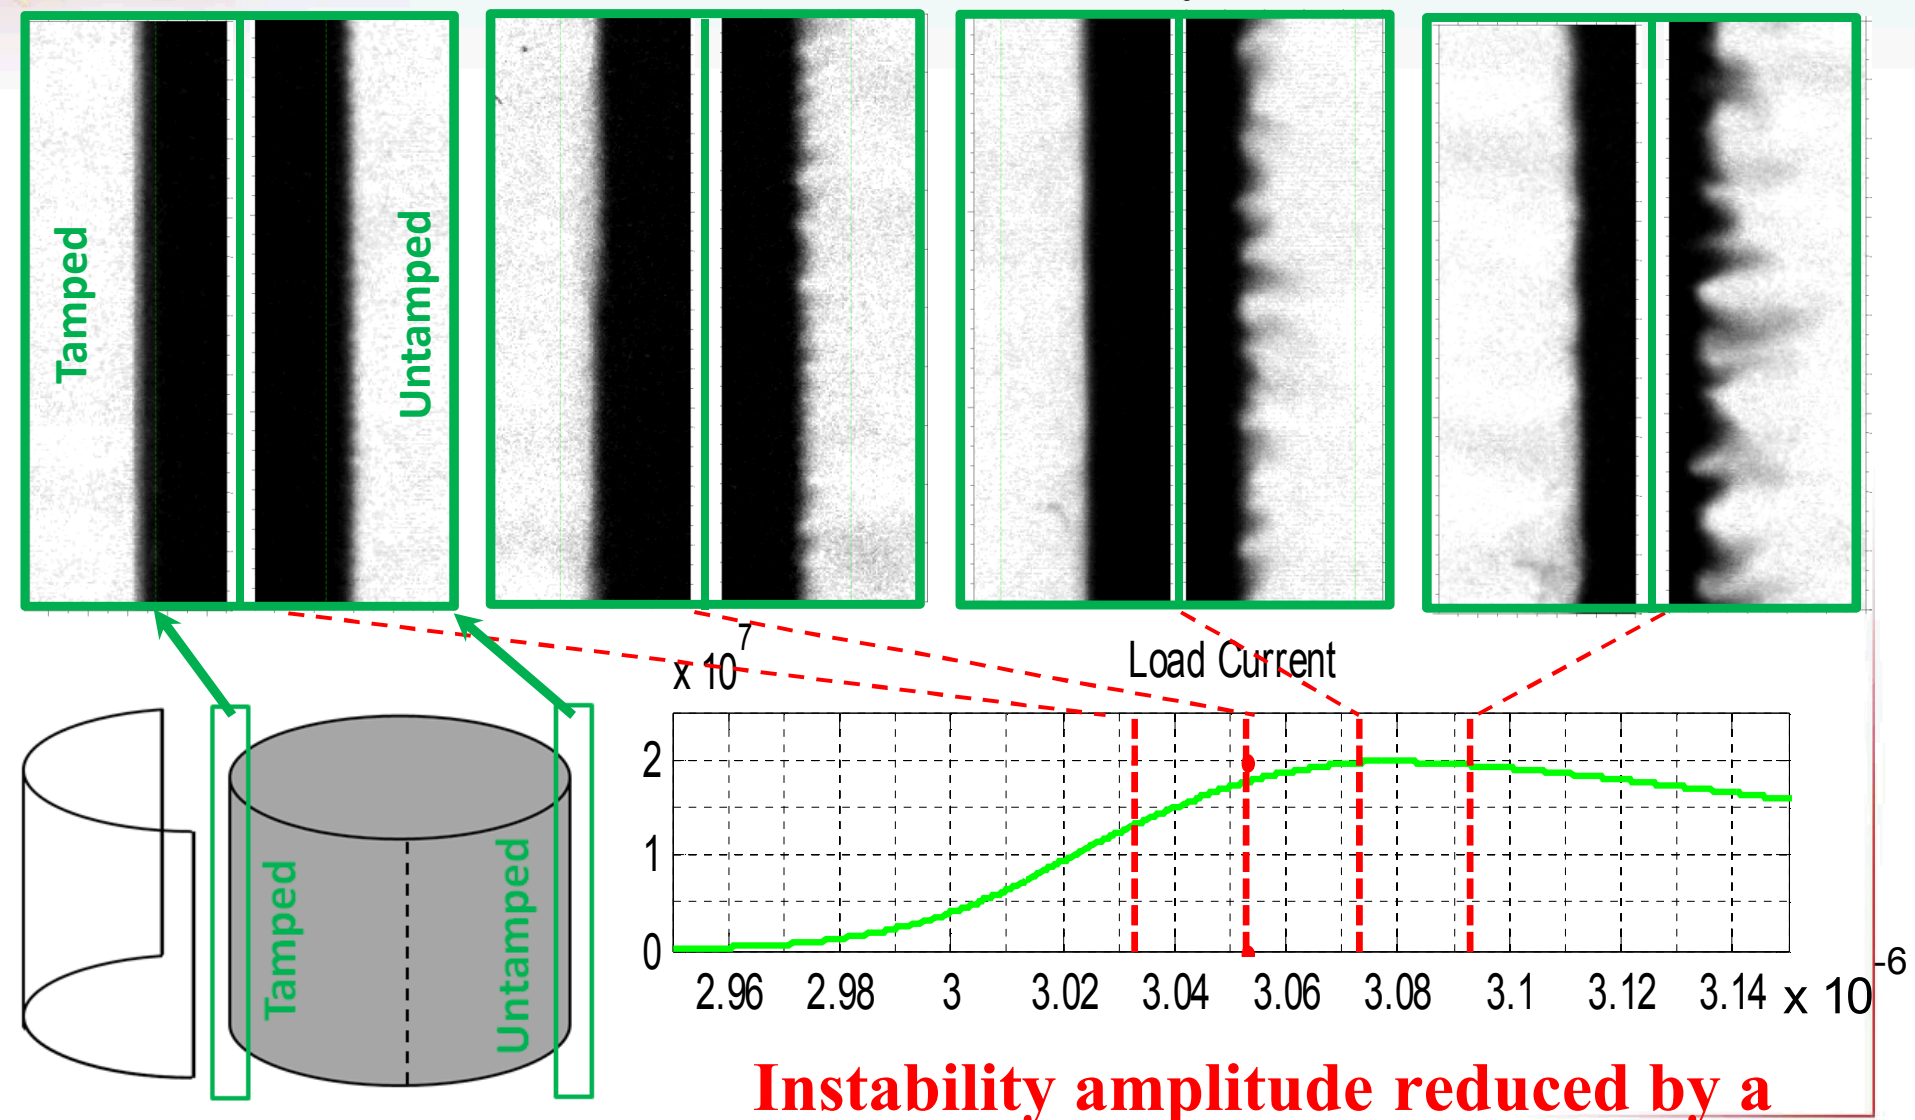 Tamped
Untamped
x 10
7
Load Current
2
1
0
2.96 2.98 3 3.02 3.04 3.06 3.08 3.1 3.12 3.14 x 10
-6
Tamped
Untamped
Instability amplitude reduced by a